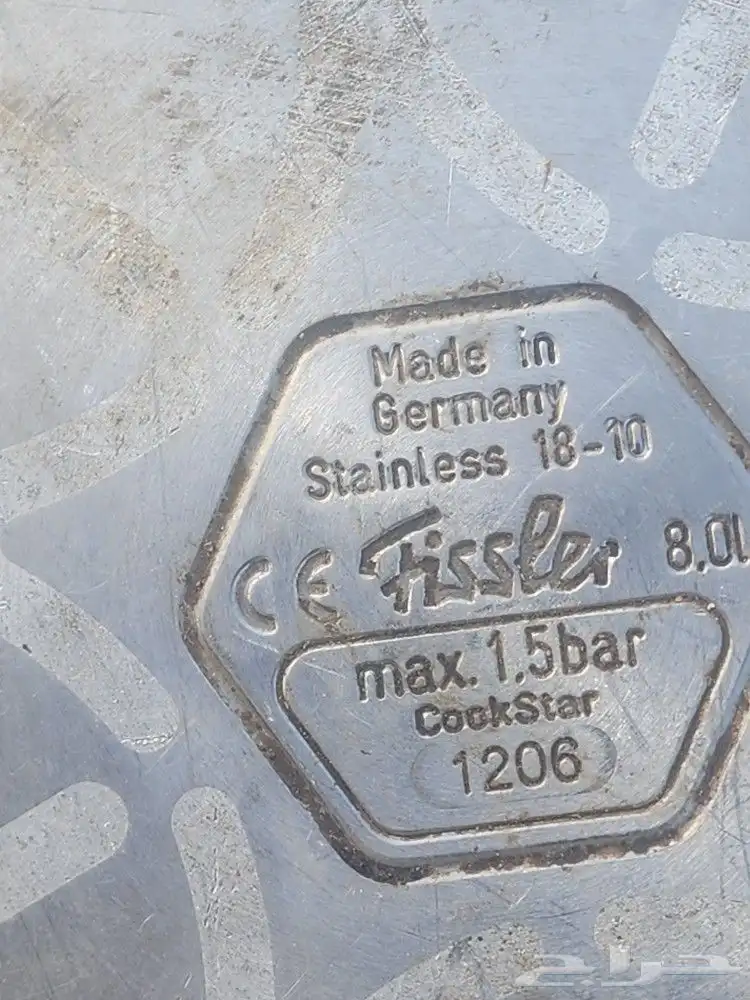 Made in
Germany
Stainless 18-10
CE Fissler 8,0l
max. 1,5bar
CookStar
1206
حراج